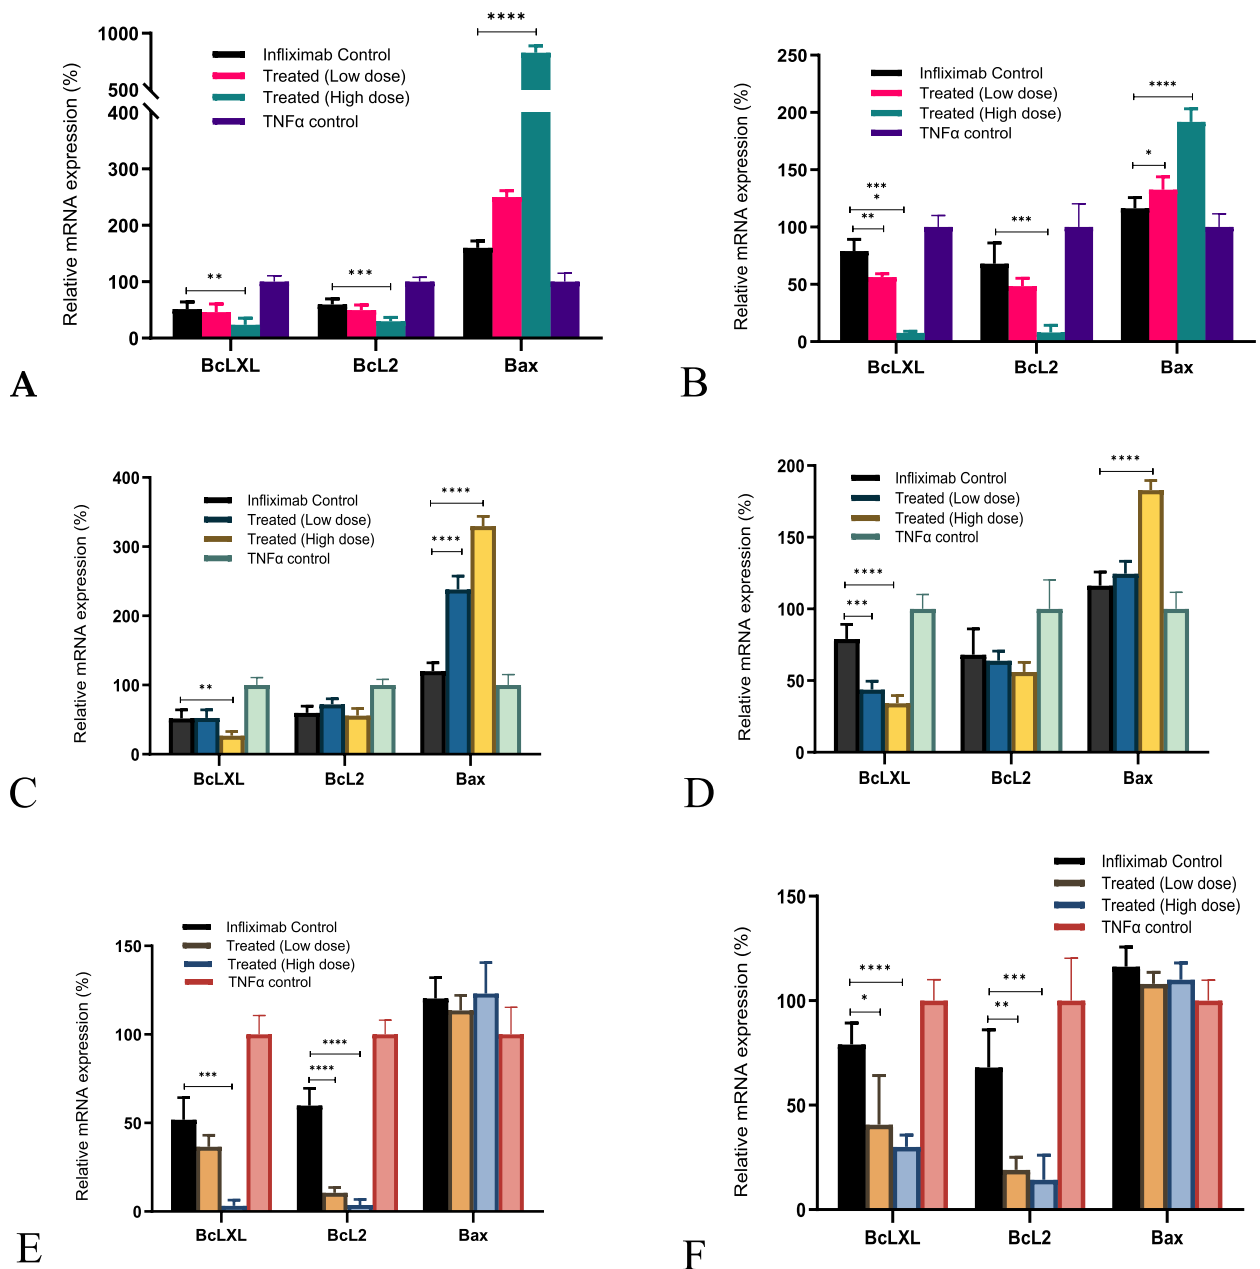 ****
1000
Infliximab Control
Treated (Low dose)
Treated (High dose)
TNFα control
500
400
300
200
100
0
Relative mRNA expression (%)
**
***
BcLXL
BcL2
Bax
A
250
Infliximab Control
Treated (Low dose)
Treated (High dose)
TNFα control
200
150
100
50
0
Relative mRNA expression (%)
****
*
***
*
**
***
BcLXL
BcL2
Bax
B
400
Infliximab Control
Treated (Low dose)
Treated (High dose)
TNFα control
300
200
100
0
Relative mRNA expression (%)
****
****
**
BcLXL
BcL2
Bax
C
200
Infliximab Control
Treated (Low dose)
Treated (High dose)
TNFα control
150
100
50
0
Relative mRNA expression (%)
****
****
***
BcLXL
BcL2
Bax
D
Infliximab Control
Treated (Low dose)
Treated (High dose)
TNFα control
150
100
50
0
Relative mRNA expression (%)
****
****
***
BcLXL
BcL2
Bax
E
Infliximab Control
Treated (Low dose)
Treated (High dose)
TNFα control
150
100
50
0
Relative mRNA expression (%)
****
*
***
**
BcLXL
BcL2
Bax
F